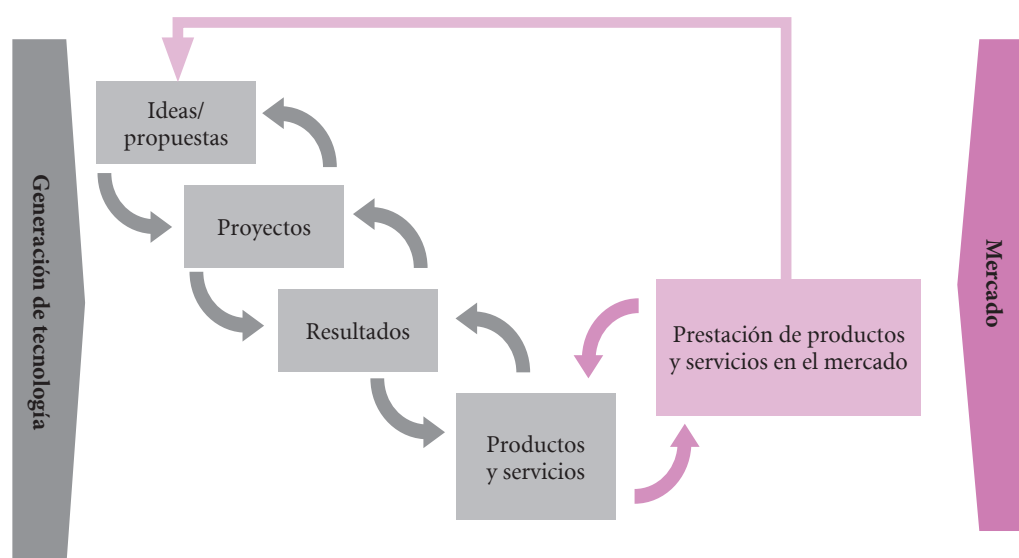 Generación de tecnología
Ideas/
propuestas
Proyectos
Resultados
Productos
y servicios
Prestación de productos
y servicios en el mercado
Mercado